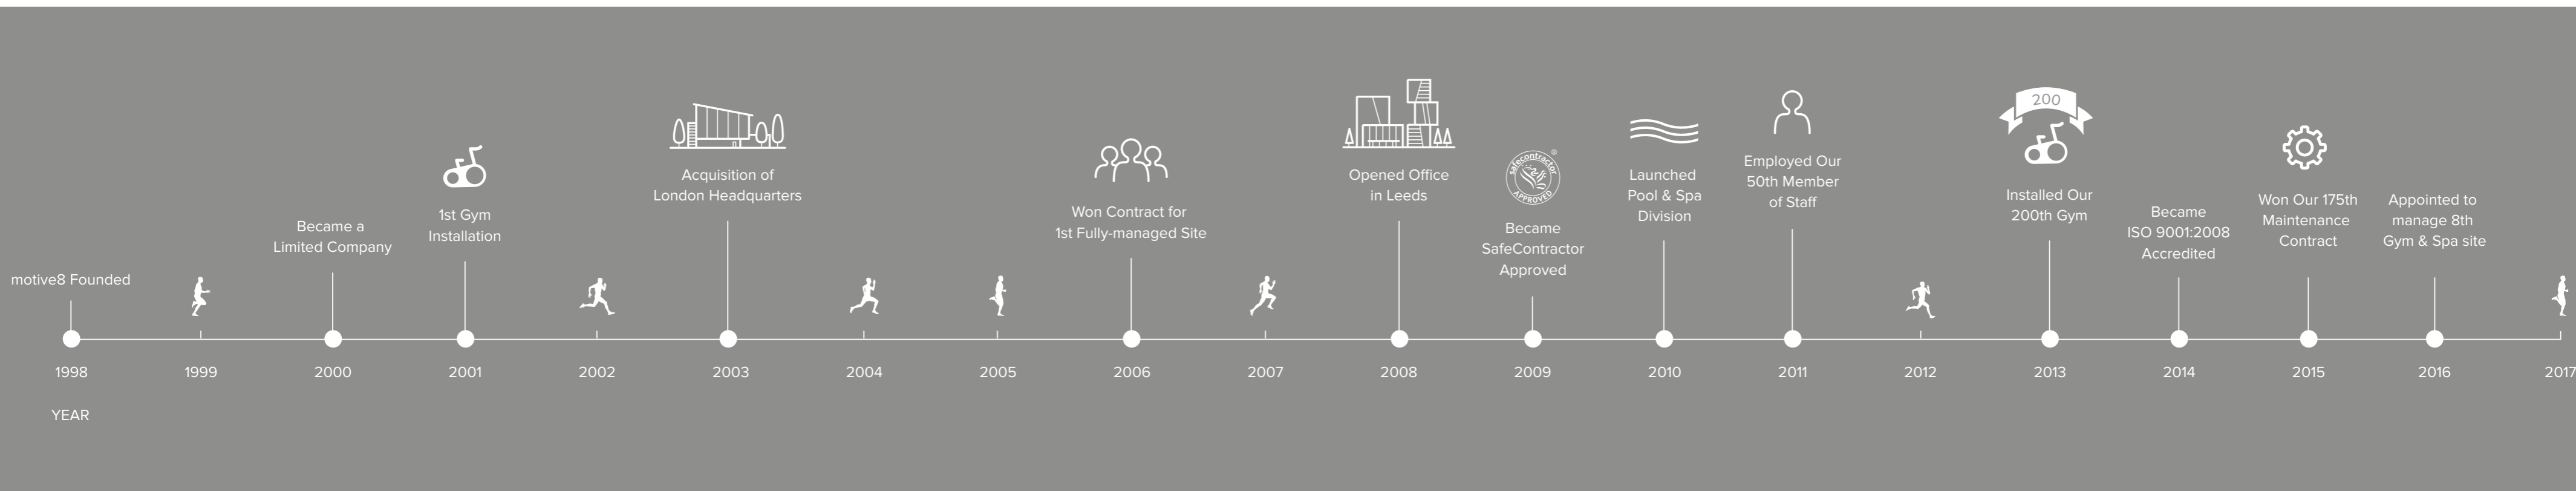 motive8 Founded
Became a
Limited Company
1st Gym
Installation
Acquisition of
London Headquarters
Won Contract for
1st Fully-managed Site
Opened Office
in Leeds
safecontractor
®
APPROVED
Became
SafeContractor
Approved
Launched
Pool & Spa
Division
Employed Our
50th Member
of Staff
200
Installed Our
200th Gym
Became
ISO 9001:2008
Accredited
Won Our 175th
Maintenance
Contract
Appointed to
manage 8th
Gym & Spa site
1998 1999 2000 2001 2002 2003 2004 2005 2006 2007 2008 2009 2010 2011 2012 2013 2014 2015 2016 2017
YEAR